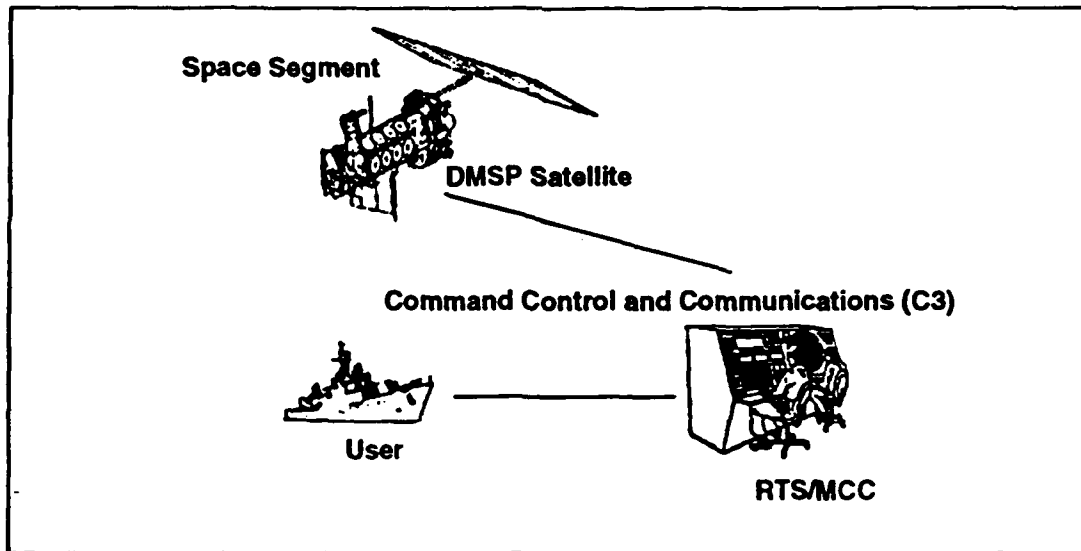 Space Segment
DMSP Satellite
Command Control and Communications (C3)
User
RTS/MCC